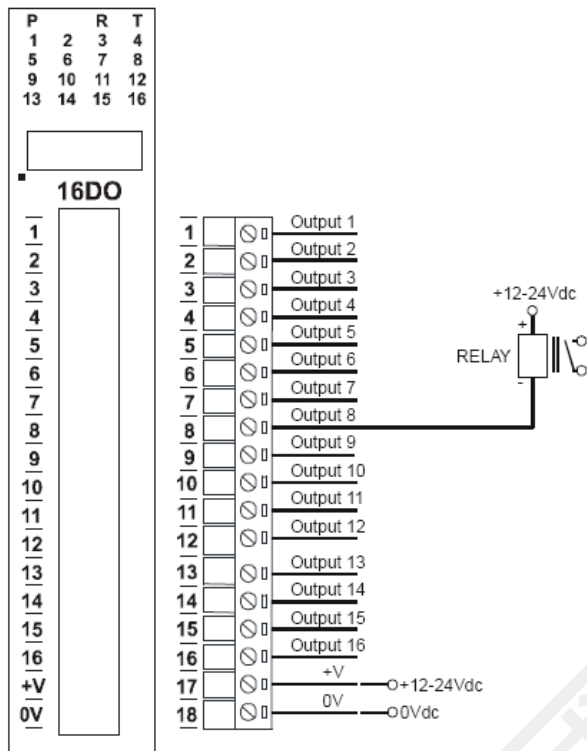 P R T
1 2 3 4
5 6 7 8
9 10 11 12
13 14 15 16
16DO
1
2
3
4
5
6
7
8
9
10
11
12
13
14
15
16
+V
0V
1 Output 1
2 Output 2
3 Output 3
4 Output 4
5 Output 5
6 Output 6
7 Output 7
8 Output 8
9 Output 9
10 Output 10
11 Output 11
12 Output 12
13 Output 13
14 Output 14
15 Output 15
16 Output 16
17 +V +12-24Vdc
18 0V 0Vdc
+12-24Vdc
+
RELAY
-